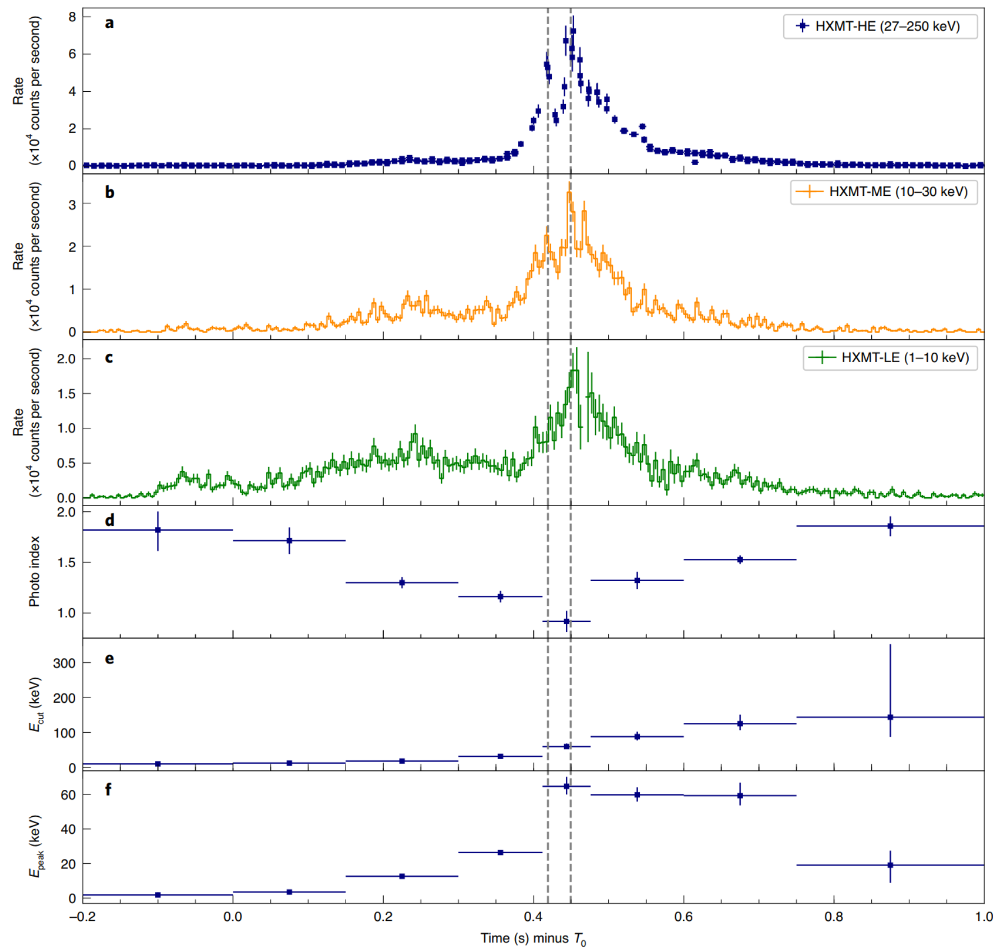 a
HXMT-HE (27–250 keV)
8
6
4
2
0
Rate
(×10⁴ counts per second)
b
HXMT-ME (10–30 keV)
3
2
1
0
Rate
(×10⁴ counts per second)
c
HXMT-LE (1–10 keV)
2.0
1.5
1.0
0.5
0.0
Rate
(×10⁴ counts per second)
d
2.0
1.5
1.0
Photo index
e
300
200
100
0
E_cut (keV)
f
60
40
20
0
E_peak (keV)
–0.2 0.0 0.2 0.4 0.6 0.8 1.0
Time (s) minus T₀